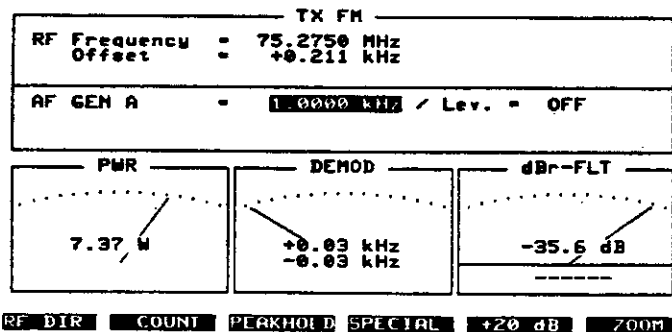 TX FM
RF Frequency = 75.2750 MHz
Offset = +0.211 kHz
AF GEN A = 1.0000 kHz / Lev. = OFF
PWR DEMOD dBr-FLT
7.37 W +0.03 kHz -35.6 dB
-0.03 kHz -------
RF DIR COUNT PEAKHOLD SPECIAL +20 dB ZOOM